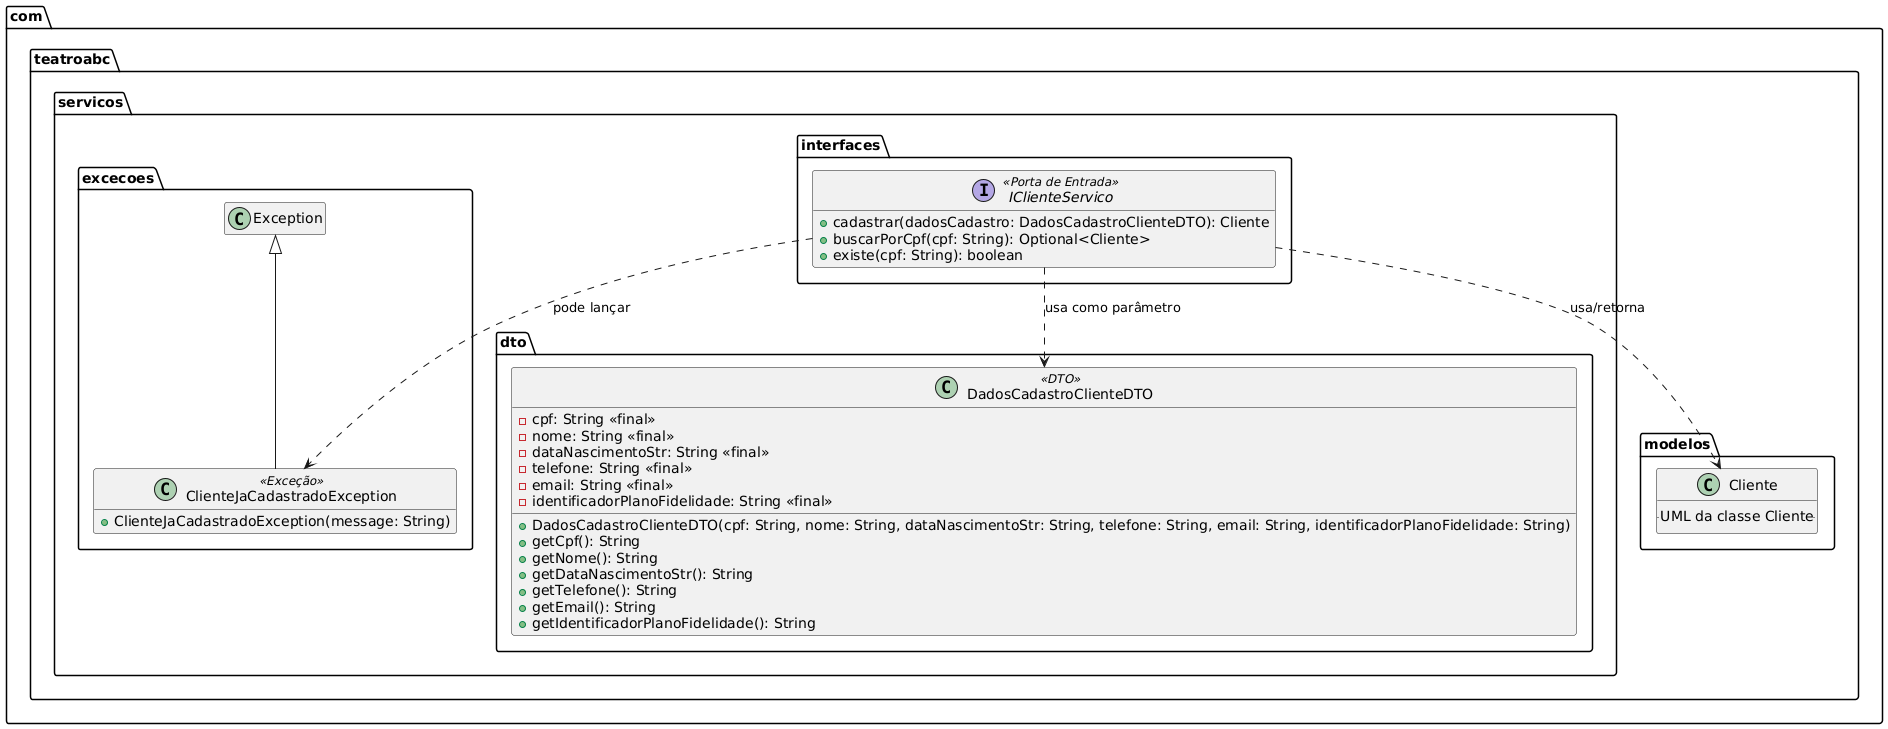 com
teatroabc
servicos
interfaces
excecoes
«Porta de Entrada»
I
IClienteServico
cadastrar(dadosCadastro: DadosCadastroClienteDTO): Cliente
buscarPorCpf(cpf: String): Optional<Cliente>
existe(cpf: String): boolean
C Exception
pode lançar
usa como parâmetro
usa/retorna
dto
«DTO»
C
DadosCadastroClienteDTO
cpf: String «final»
nome: String «final»
dataNascimentoStr: String «final»
telefone: String «final»
email: String «final»
identificadorPlanoFidelidade: String «final»
DadosCadastroClienteDTO(cpf: String, nome: String, dataNascimentoStr: String, telefone: String, email: String, identificadorPlanoFidelidade: String)
getCpf(): String
getNome(): String
getDataNascimentoStr(): String
getTelefone(): String
getEmail(): String
getIdentificadorPlanoFidelidade(): String
«Exceção»
C
ClienteJaCadastradoException
ClienteJaCadastradoException(message: String)
modelos
C Cliente
UML da classe Cliente